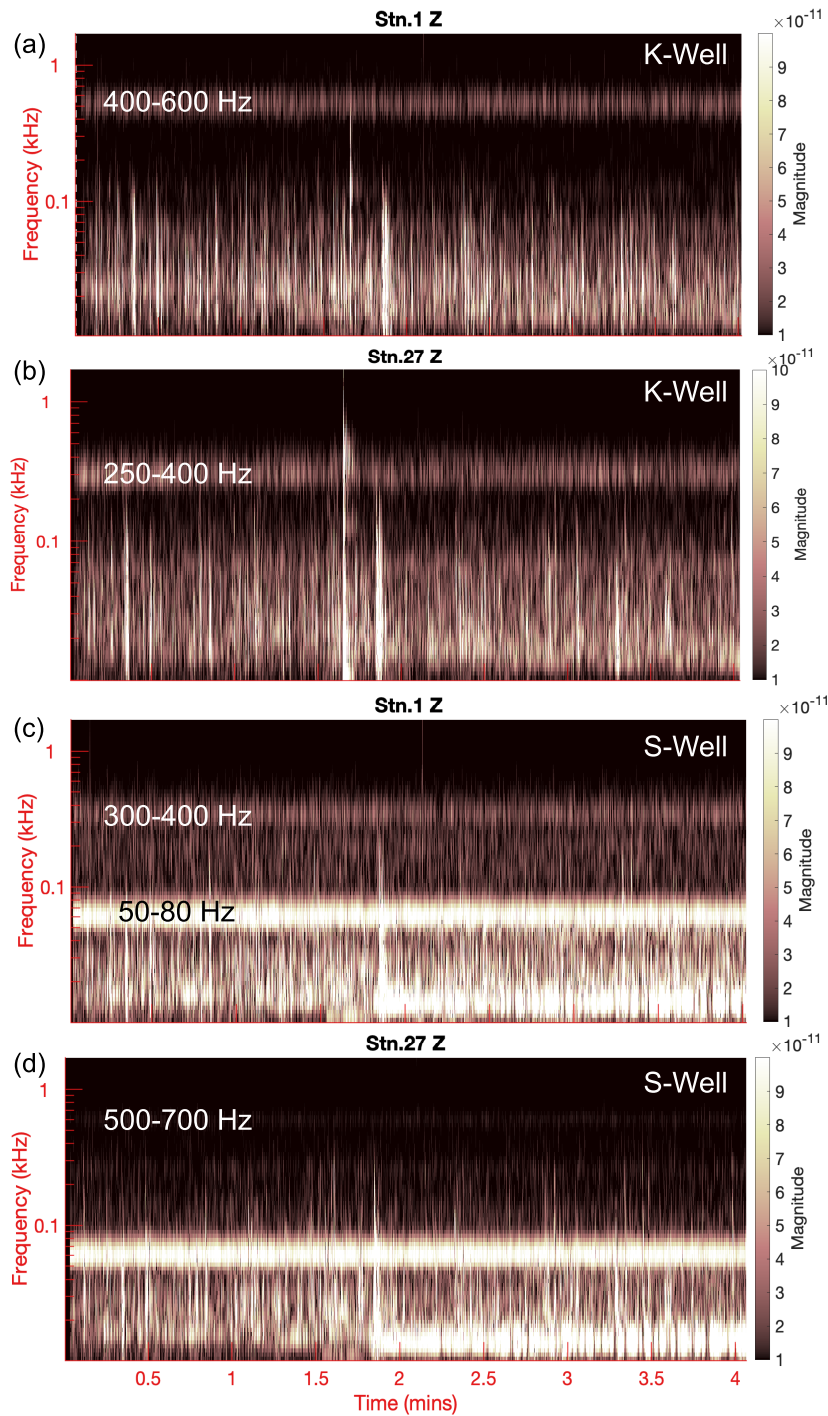 Stn.1 Z
×10-11
(a)
K-Well
1
9
400-600 Hz
8
7
6
0.1
5
4
3
2
1
Frequency (kHz)
Magnitude
Stn.27 Z
×10-11
(b)
K-Well
10
1
9
8
250-400 Hz
7
6
0.1
5
4
3
2
1
Frequency (kHz)
Magnitude
Stn.1 Z
×10-11
(c)
S-Well
1
9
8
300-400 Hz
7
6
0.1
50-80 Hz
5
4
3
2
1
Frequency (kHz)
Magnitude
Stn.27 Z
×10-11
(d)
S-Well
1
9
500-700 Hz
8
7
6
0.1
5
4
3
2
1
Frequency (kHz)
Magnitude
0.5 1 1.5 2 2.5 3 3.5 4
Time (mins)